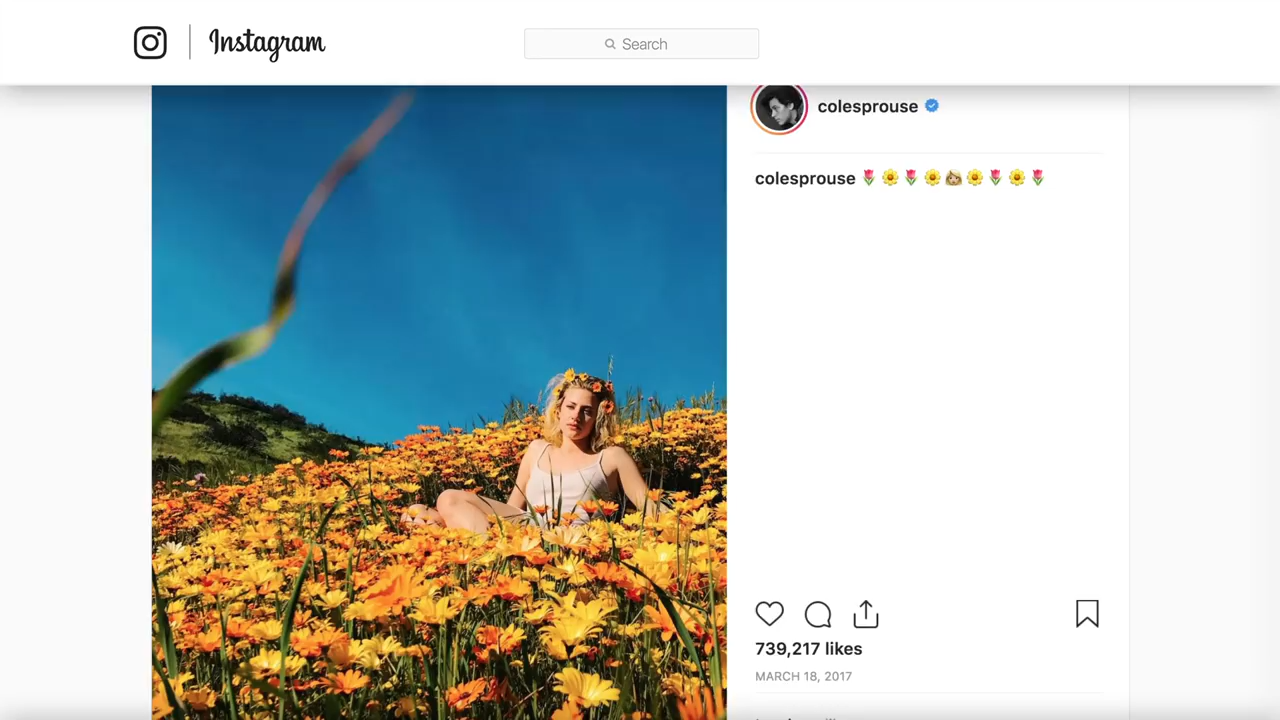 Instagram
Search
colesprouse
colesprouse 🌷🌼🌷🌼👩🏼🌼🌷🌼🌷
739,217 likes
MARCH 18, 2017